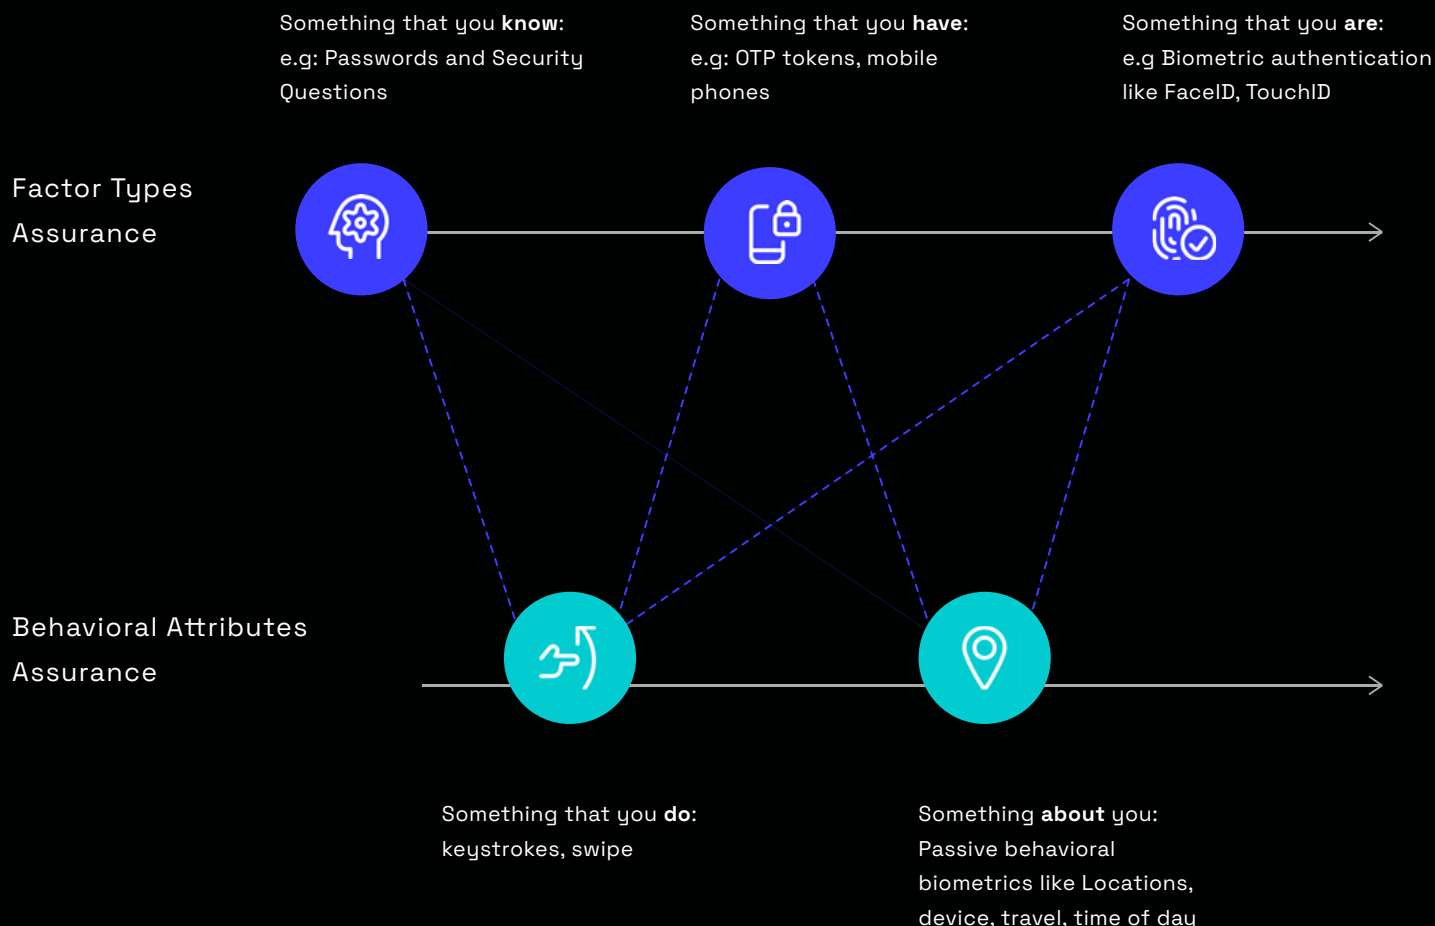 Something that you know:
e.g: Passwords and Security
Questions
Something that you have:
e.g: OTP tokens, mobile
phones
Something that you are:
e.g Biometric authentication
like FaceID, TouchID
Factor Types
Assurance
Behavioral Attributes
Assurance
Something that you do:
keystrokes, swipe
Something about you:
Passive behavioral
biometrics like Locations,
device, travel, time of day